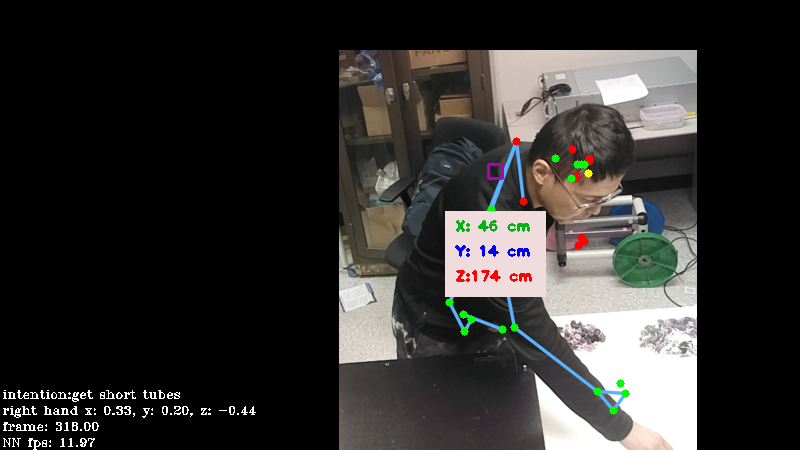 X: 46 cm
Y: 14 cm
Z:174 cm
intention:get short tubes
right hand x: 0.33, y: 0.20, z: −0.44
frame: 318.00
NN fps: 11.97